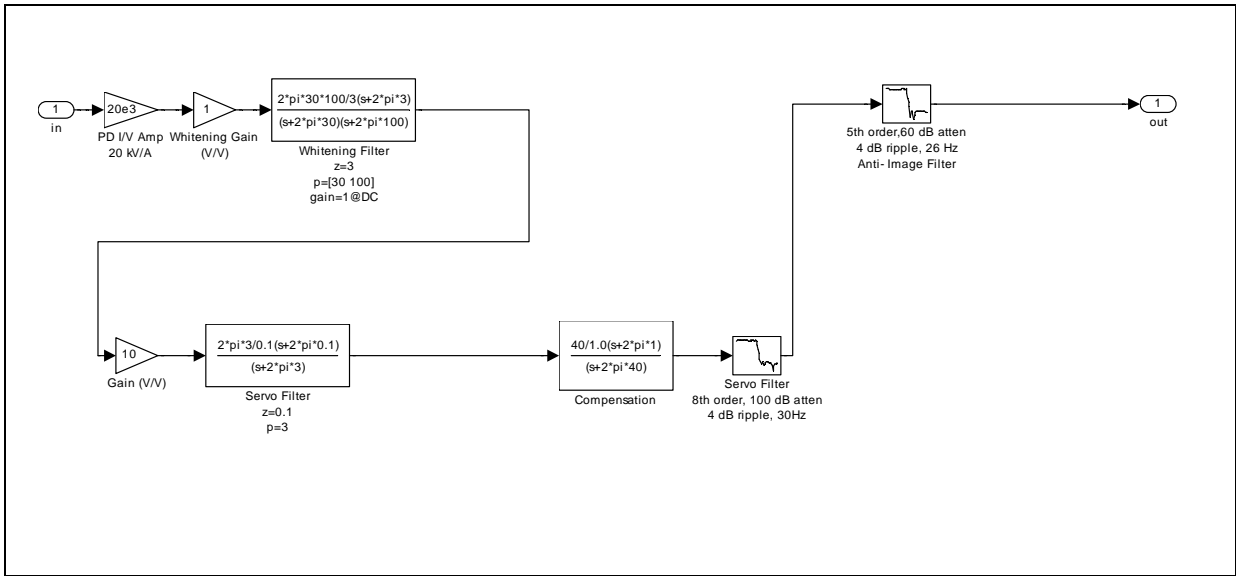 1
in
20e3
PD I/V Amp
20 kV/A
1
Whitening Gain
(V/V)
2*pi*30*100/3(s+2*pi*3)
(s+2*pi*30)(s+2*pi*100)
Whitening Filter
z=3
p=[30 100]
gain=1@DC
5th order,60 dB atten
4 dB ripple, 26 Hz
Anti- Image Filter
1
out
10
Gain (V/V)
2*pi*3/0.1(s+2*pi*0.1)
(s+2*pi*3)
Servo Filter
z=0.1
p=3
40/1.0(s+2*pi*1)
(s+2*pi*40)
Compensation
Servo Filter
8th order, 100 dB atten
4 dB ripple, 30Hz